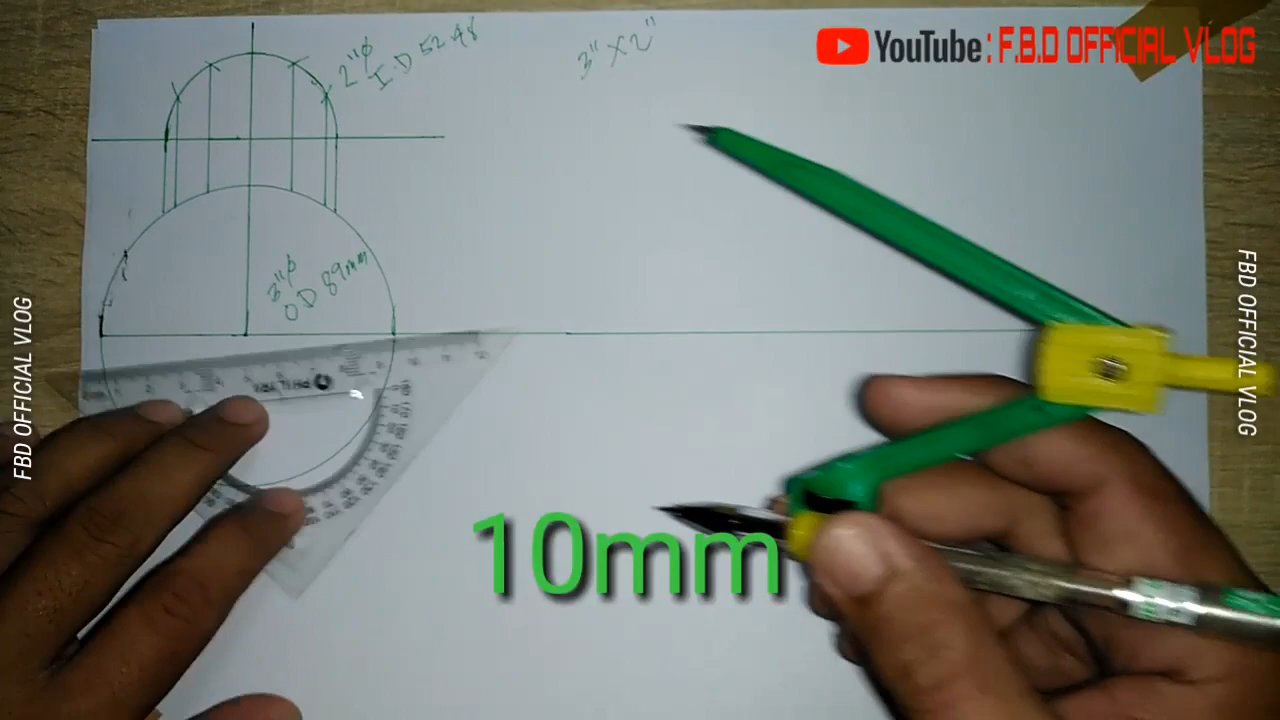 YouTube : F.B.D OFFICIAL VLOG
2"φ
I.D 52.48
3"X2"
3"φ
OD 89mm
10mm
FBD OFFICIAL VLOG
FBD OFFICIAL VLOG